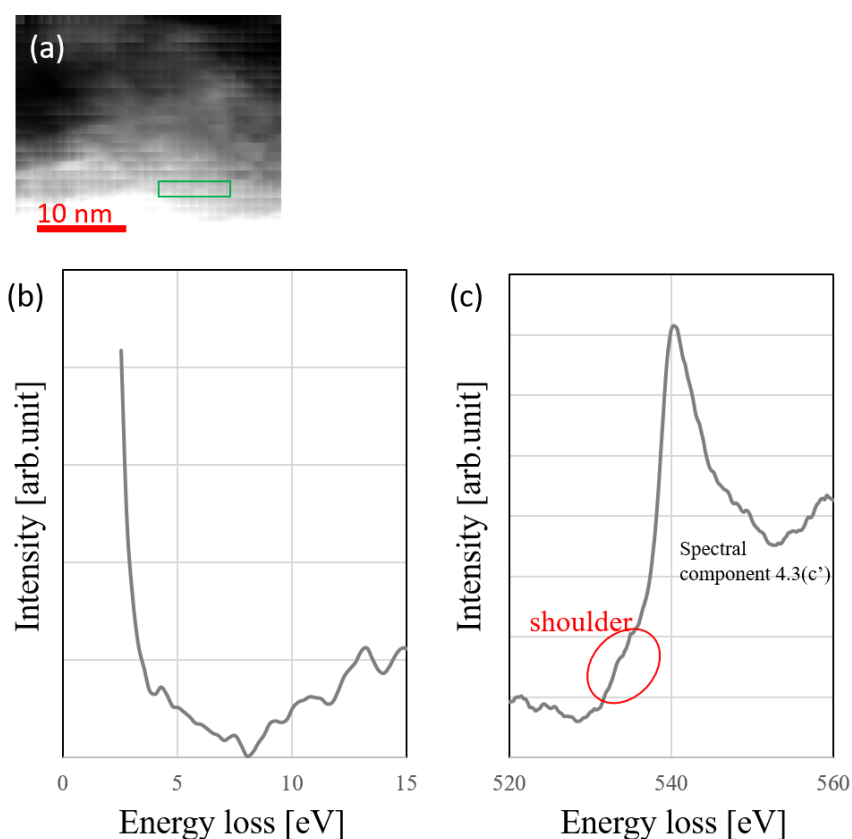 (a)
10 nm
(b)
(c)
Intensity [arb.unit]
Intensity [arb.unit]
Spectral
component 4.3(c’)
shoulder
0
5
10
15
520
540
560
Energy loss [eV]
Energy loss [eV]